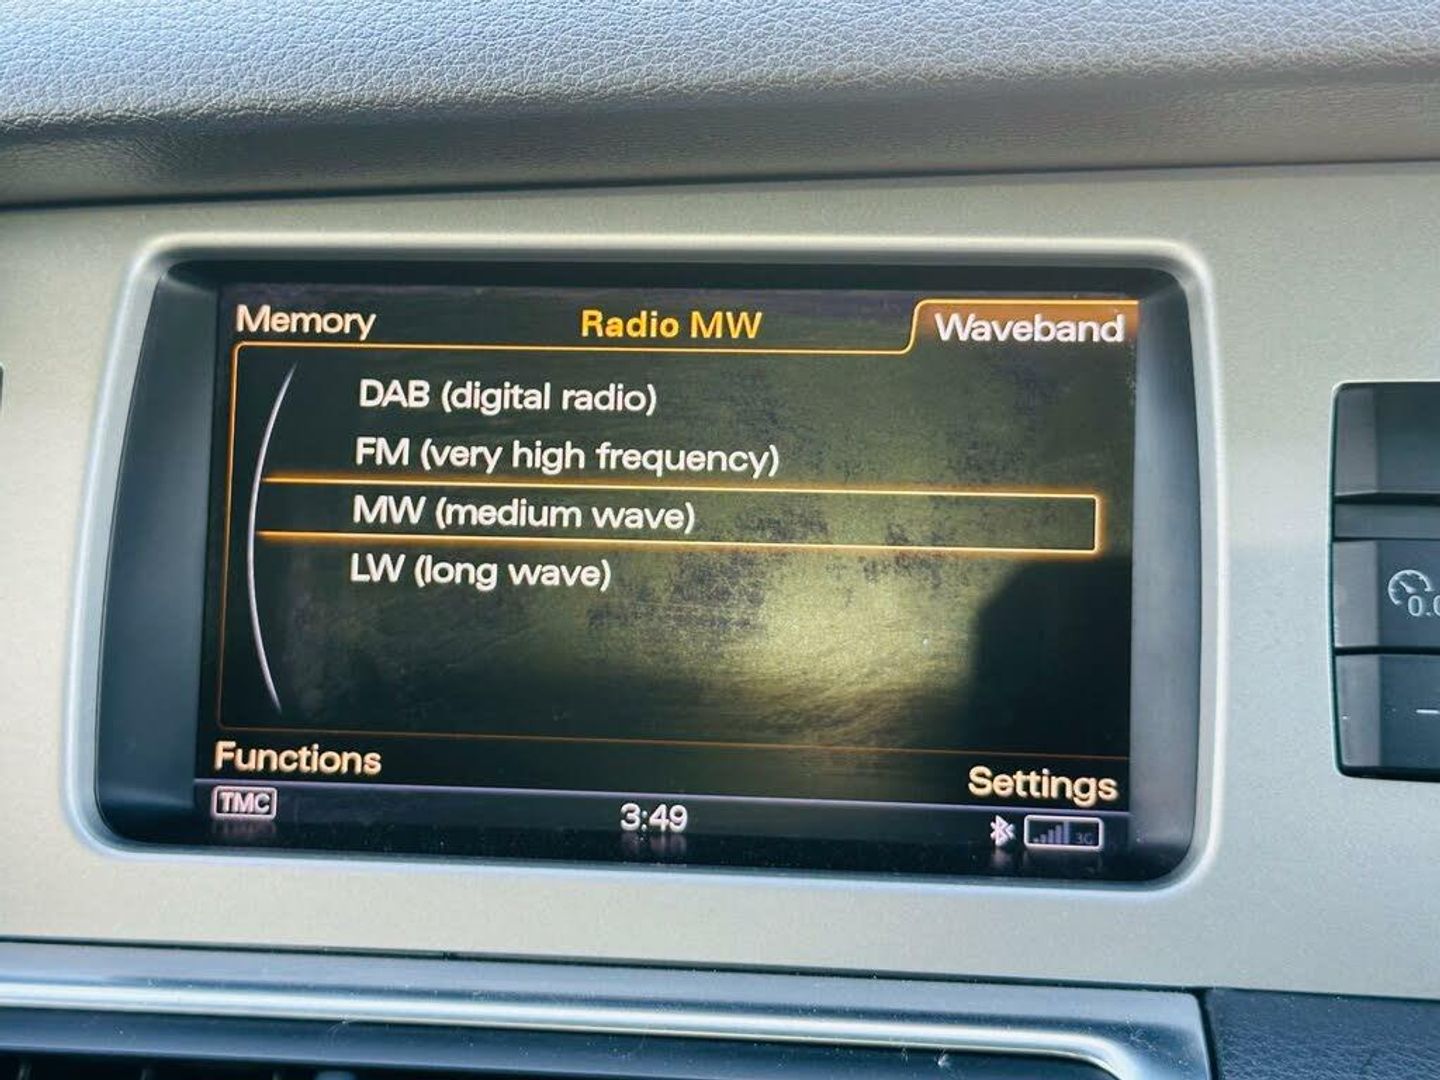 Memory Radio MW Waveband
DAB (digital radio)
FM (very high frequency)
MW (medium wave)
LW (long wave)
Functions Settings
TMC 3:49 3G